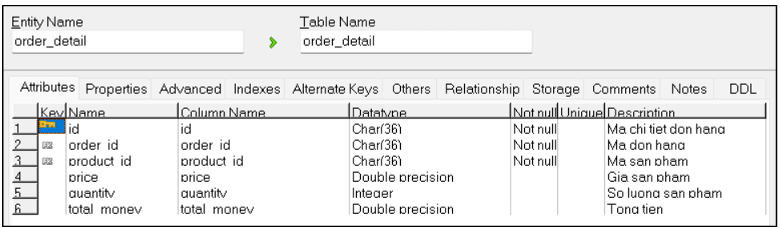 Entity Name Table Name
order_detail order_detail
Attributes Properties Advanced Indexes Alternate Keys Others Relationship Storage Comments Notes DDL
Key Name Column Name Datatype Not null Unique Description
1 id id Char(36) Not null Ma chi tiet don hang
2 order_id order_id Char(36) Not null Ma don hang
3 product_id product_id Char(36) Not null Ma san pham
4 price price Double precision Gia san pham
5 quantity quantity Integer So luong san pham
6 total_money total_money Double precision Tong tien